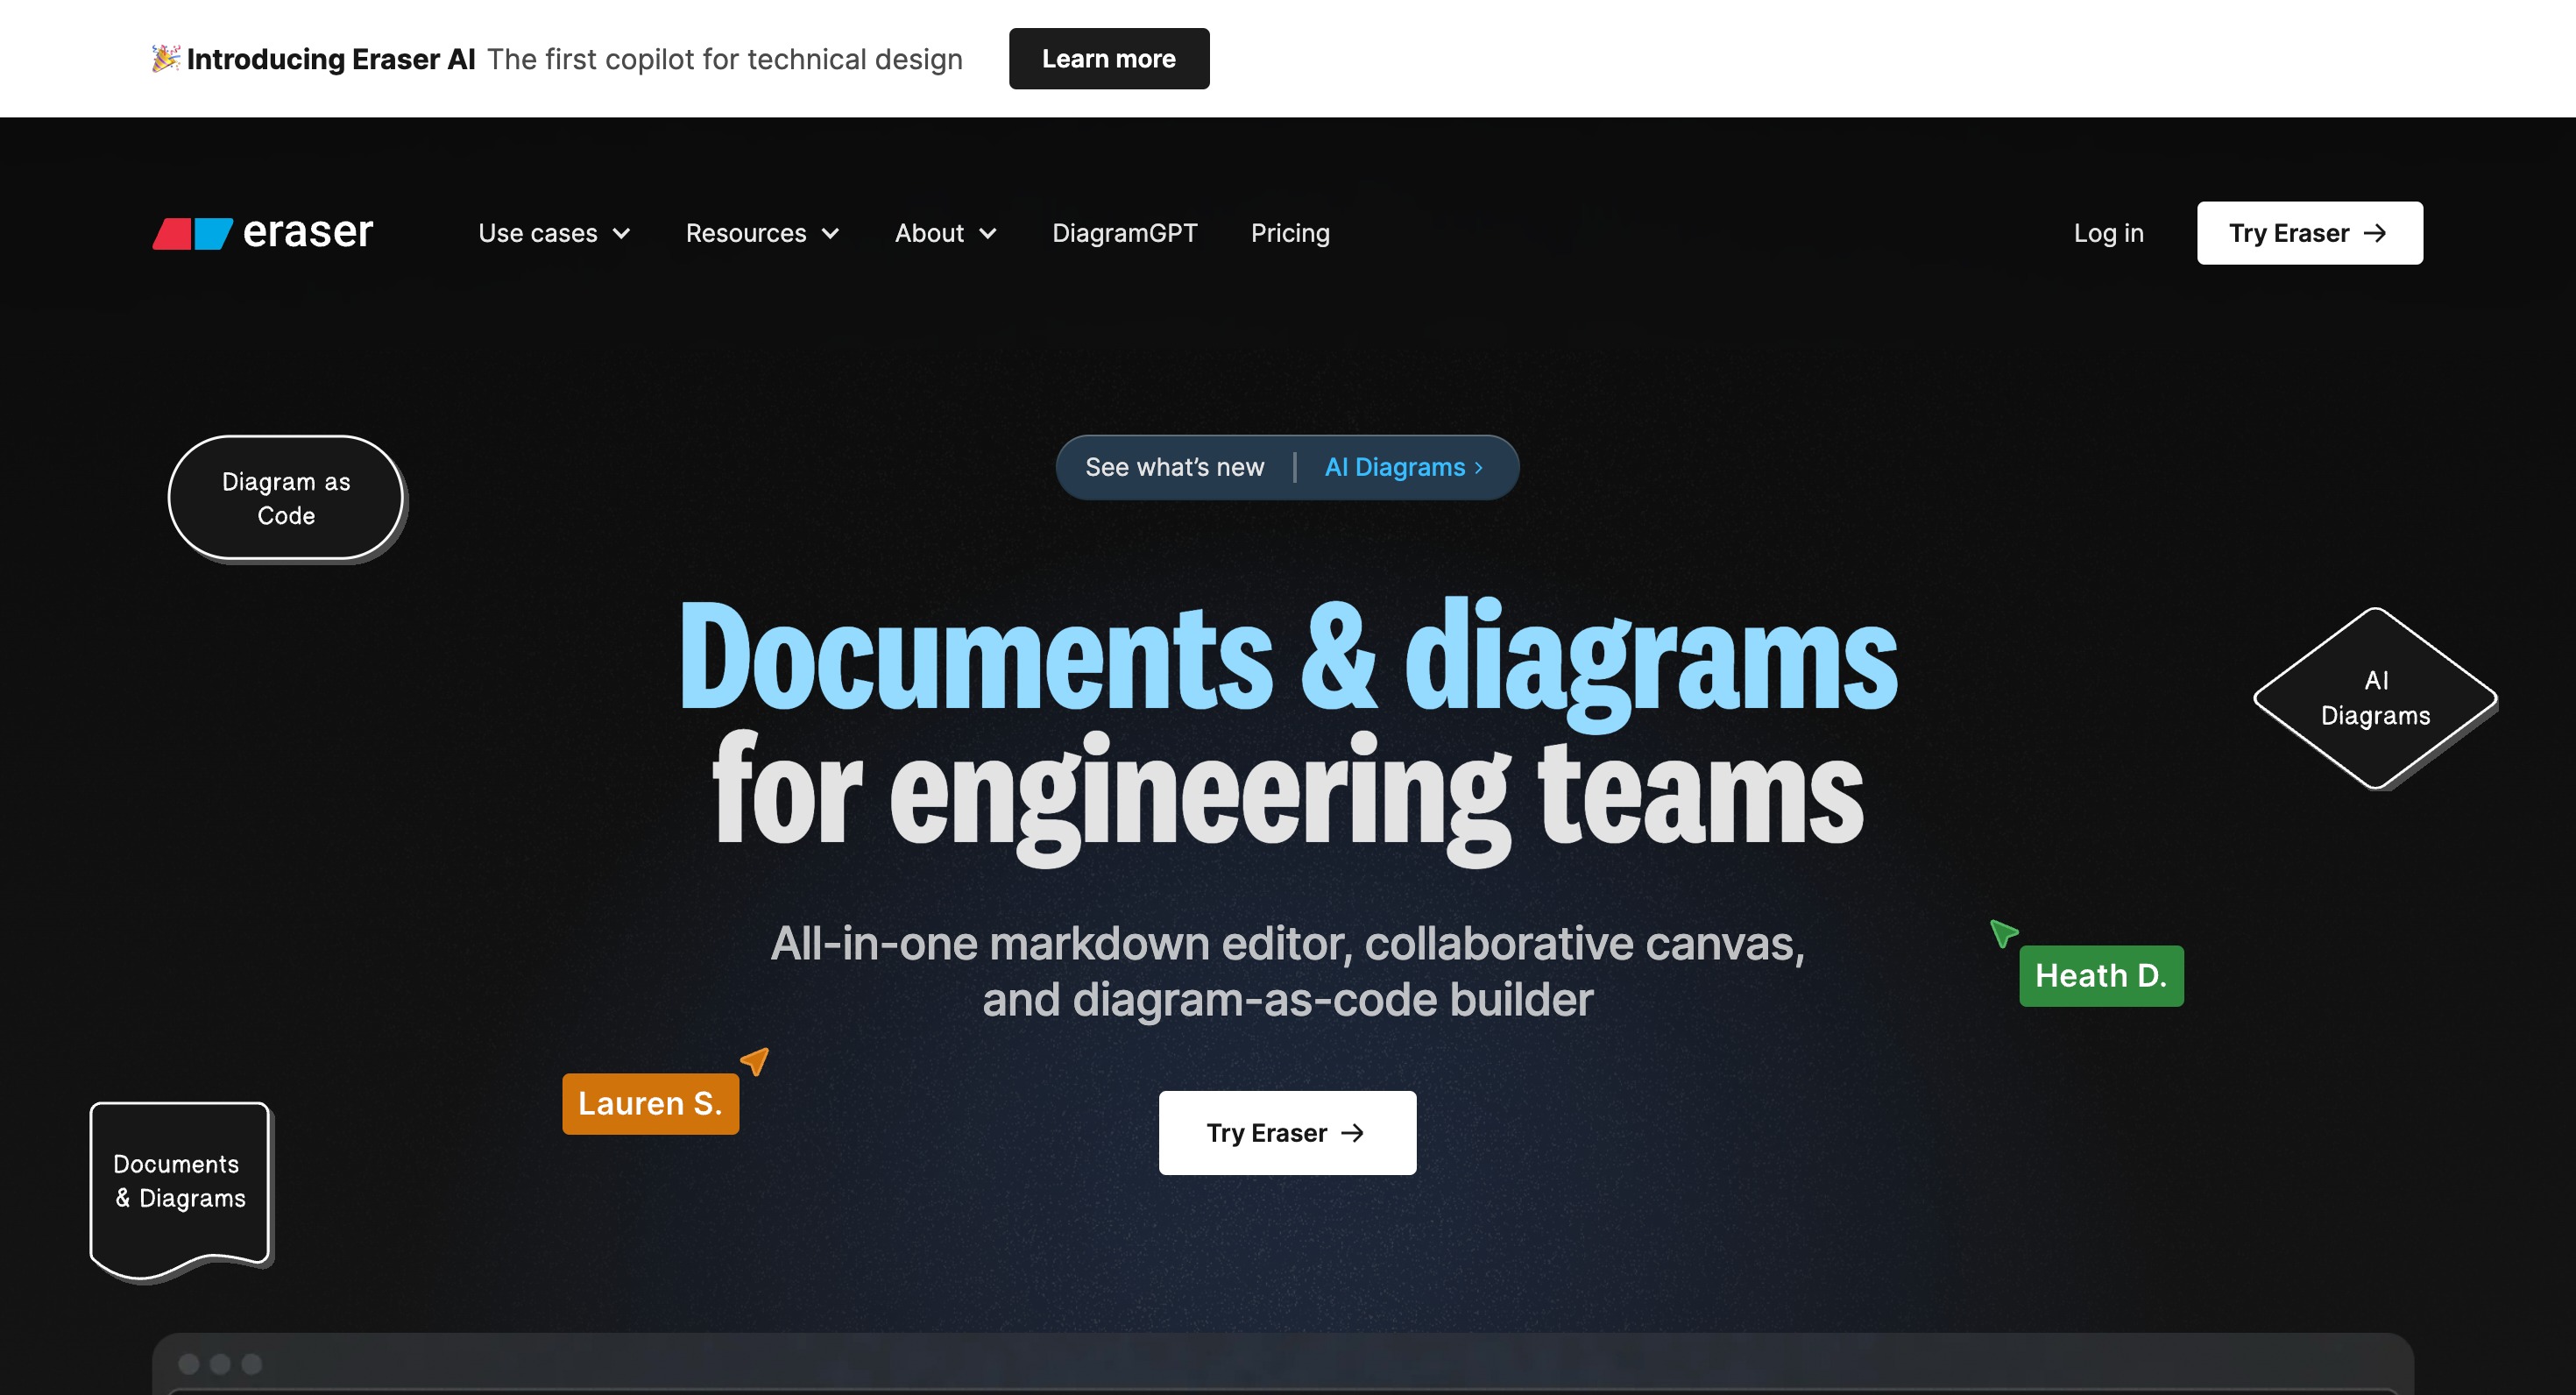 🎉 Introducing Eraser AI The first copilot for technical design Learn more
eraser Use cases Resources About DiagramGPT Pricing Log in Try Eraser →
Diagram as
Code
See what’s new | AI Diagrams ›
Documents & diagrams
for engineering teams
AI
Diagrams
All-in-one markdown editor, collaborative canvas,
and diagram-as-code builder
Heath D.
Lauren S.
Try Eraser →
Documents
& Diagrams